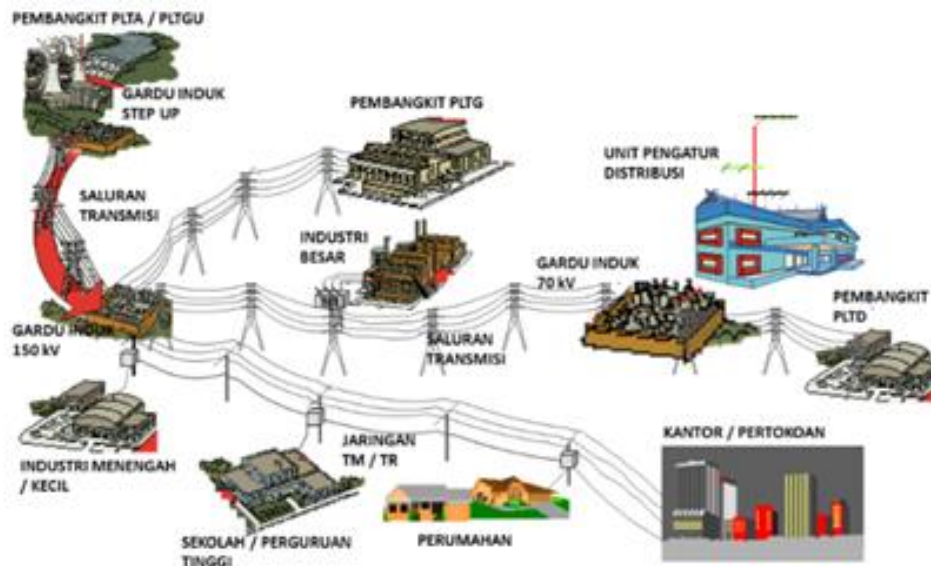 PEMBANGKIT PLTA / PLTGU
GARDU INDUK
STEP UP
PEMBANGKIT PLTG
UNIT PENGATUR
DISTRIBUSI
SALURAN
TRANSMISI
INDUSTRI
BESAR
GARDU INDUK
70 kV
PEMBANGKIT
PLTD
GARDU INDUK
150 kV
SALURAN
TRANSMISI
INDUSTRI MENENGAH
/ KECIL
JARINGAN
TM / TR
KANTOR / PERTOKOAN
SEKOLAH / PERGURUAN
TINGGI
PERUMAHAN